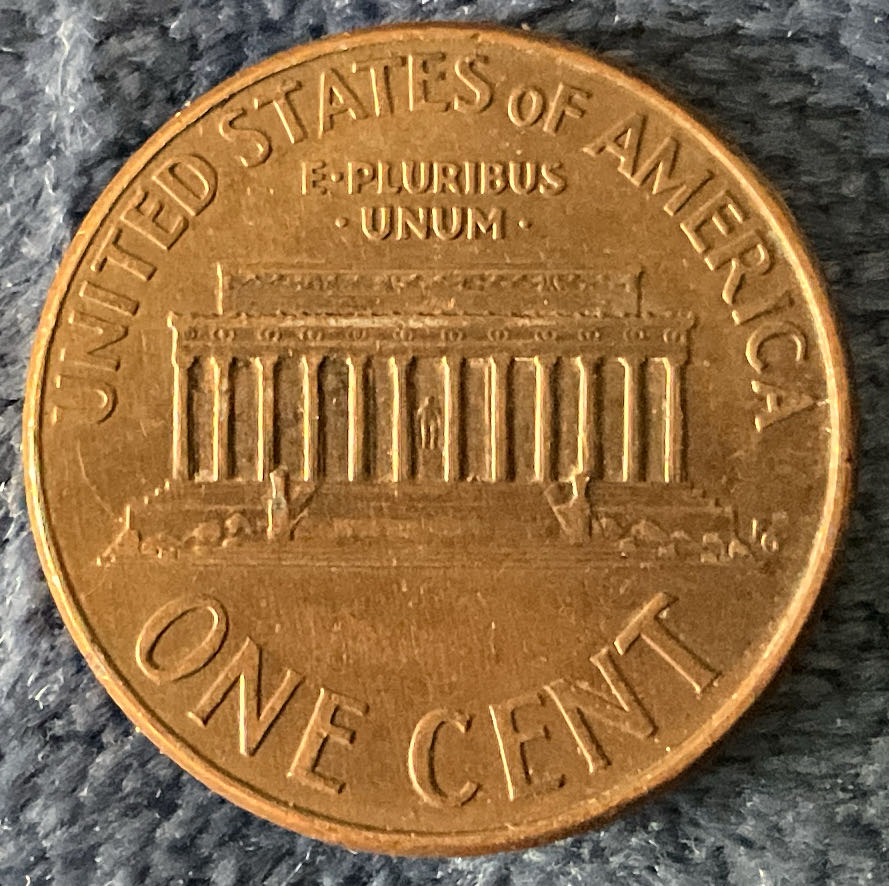 UNITED STATES OF AMERICA
E·PLURIBUS
·UNUM·
ONE CENT